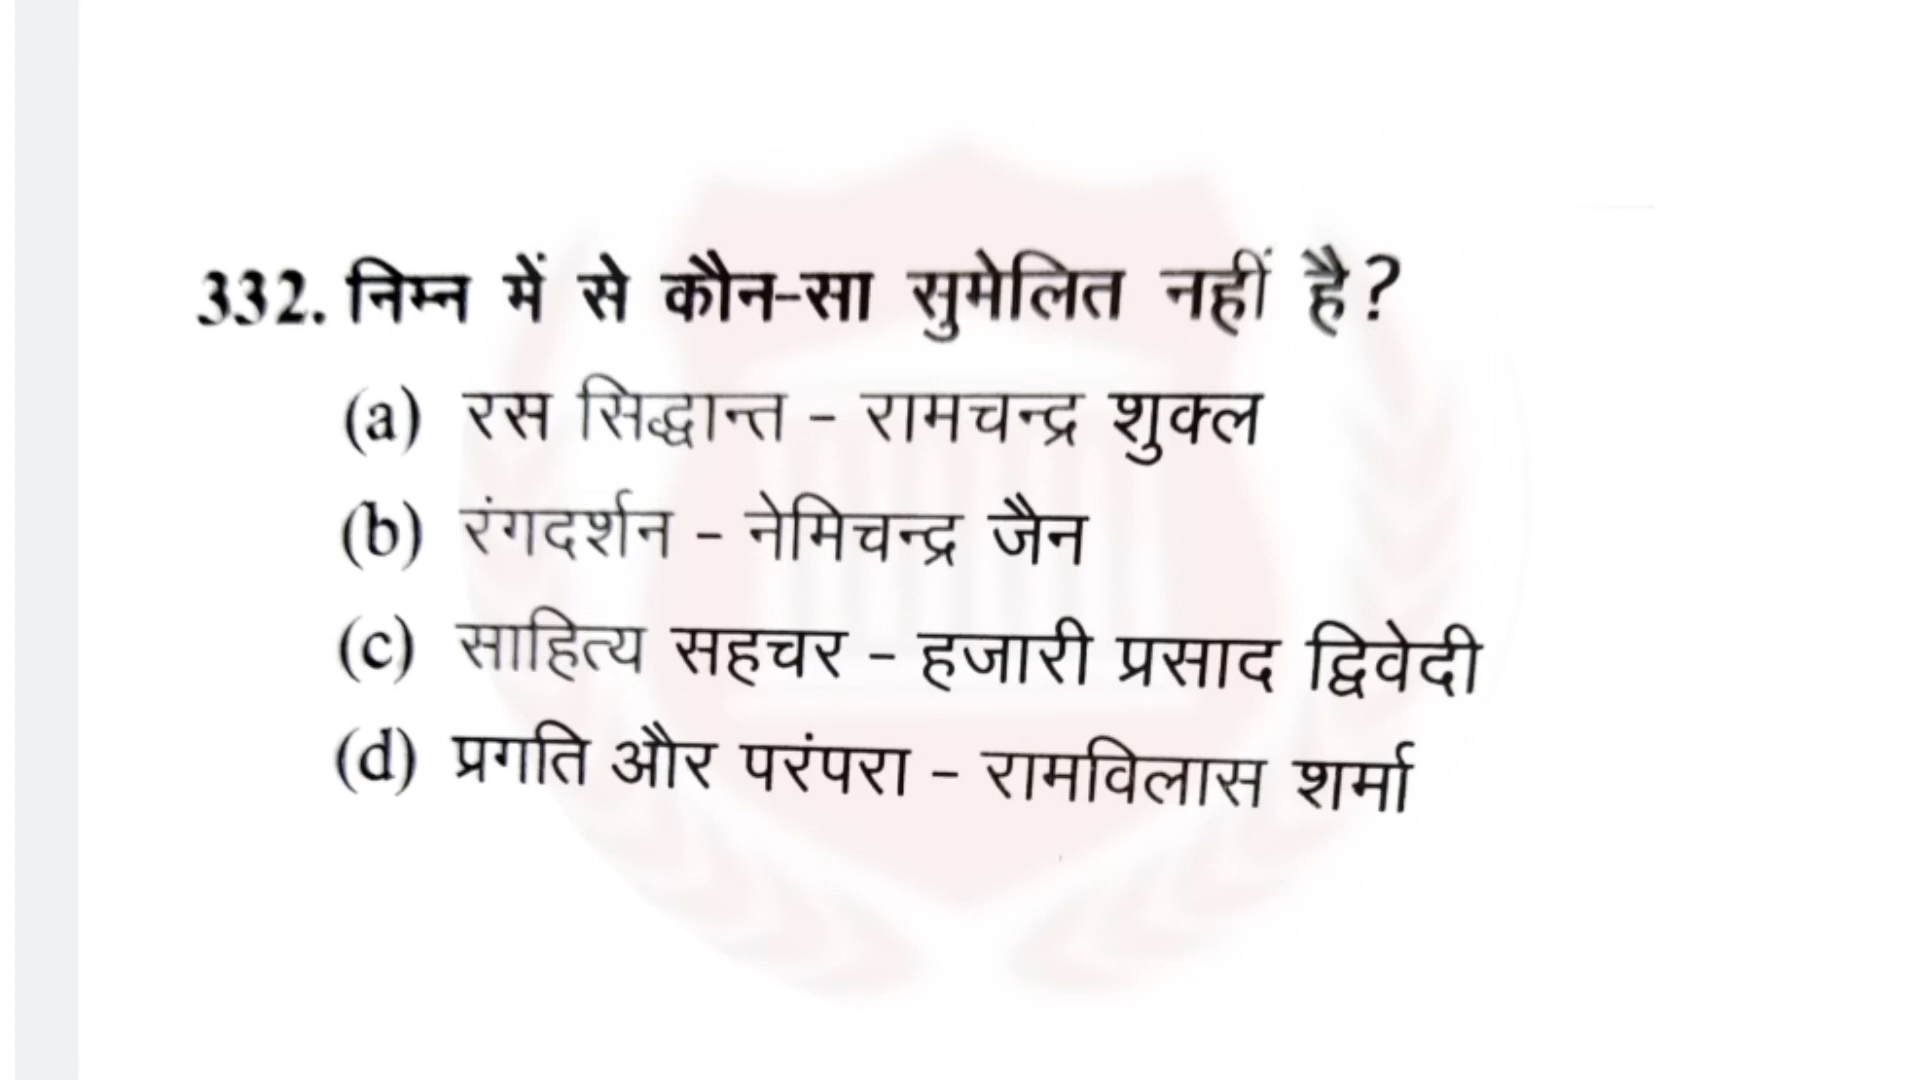 332. निम्न में से कौन-सा सुमेलित नहीं है?
(a) रस सिद्धान्त - रामचन्द्र शुक्ल
(b) रंगदर्शन - नेमिचन्द्र जैन
(c) साहित्य सहचर - हजारी प्रसाद द्विवेदी
(d) प्रगति और परंपरा - रामविलास शर्मा